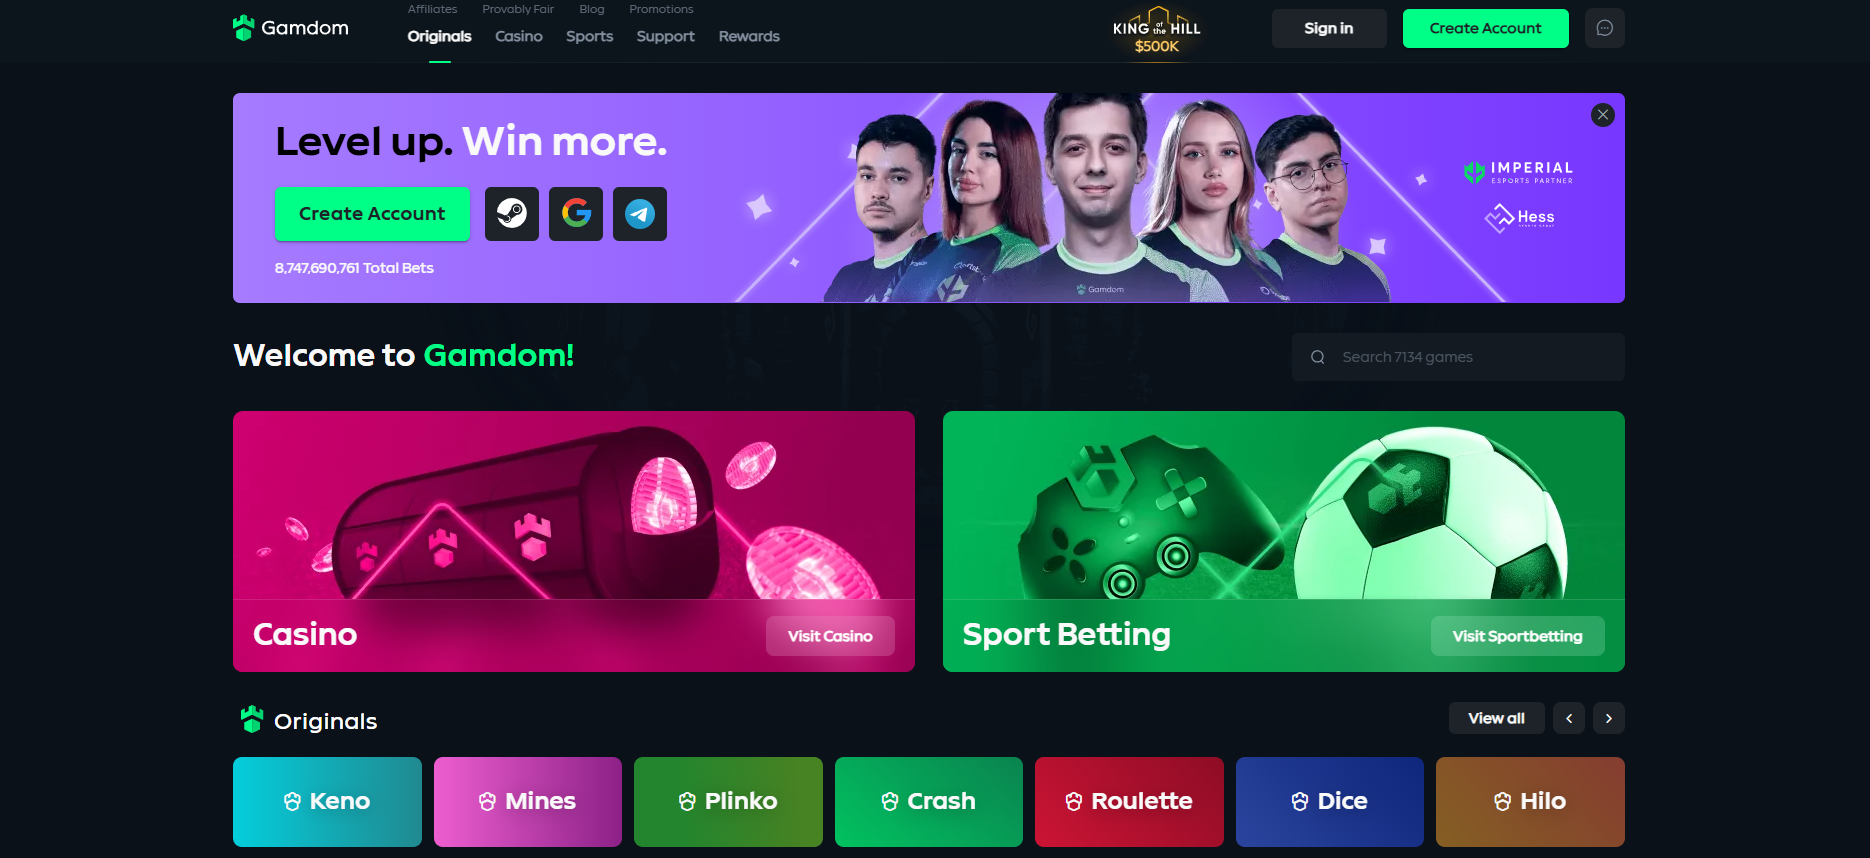 Gamdom
Affiliates Provably Fair Blog Promotions
Originals Casino Sports Support Rewards
KING of the HILL
$500K
Sign in
Create Account
Level up. Win more.
Create Account
8,747,690,761 Total Bets
Gamdom
IMPERIAL
ESPORTS PARTNER
Hess
Welcome to Gamdom!
Search 7134 games
Casino
Visit Casino
Sport Betting
Visit Sportbetting
Originals
View all
Keno
Mines
Plinko
Crash
Roulette
Dice
Hilo